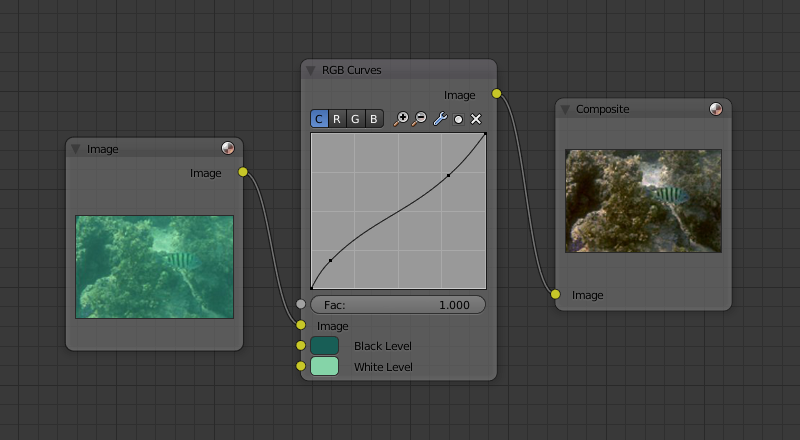 Image
Image
RGB Curves
Image
C R G B
Fac: 1.000
Image
Black Level
White Level
Composite
Image